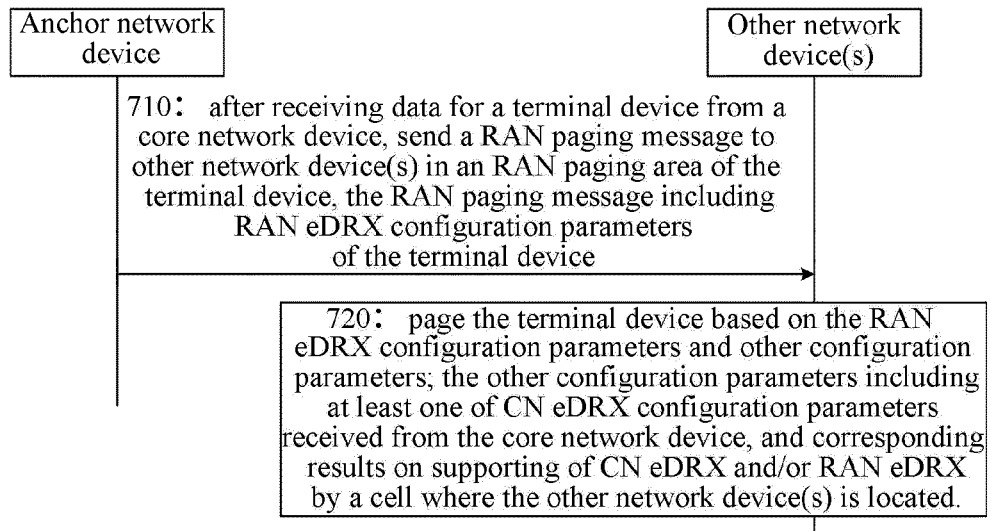 Anchor network
device
Other network
device(s)
710： after receiving data for a terminal device from a
core network device, send a RAN paging message to
other network device(s) in an RAN paging area of the
terminal device, the RAN paging message including
RAN eDRX configuration parameters
of the terminal device
720： page the terminal device based on the RAN
eDRX configuration parameters and other configuration
parameters; the other configuration parameters including
at least one of CN eDRX configuration parameters
received from the core network device, and corresponding
results on supporting of CN eDRX and/or RAN eDRX
by a cell where the other network device(s) is located.